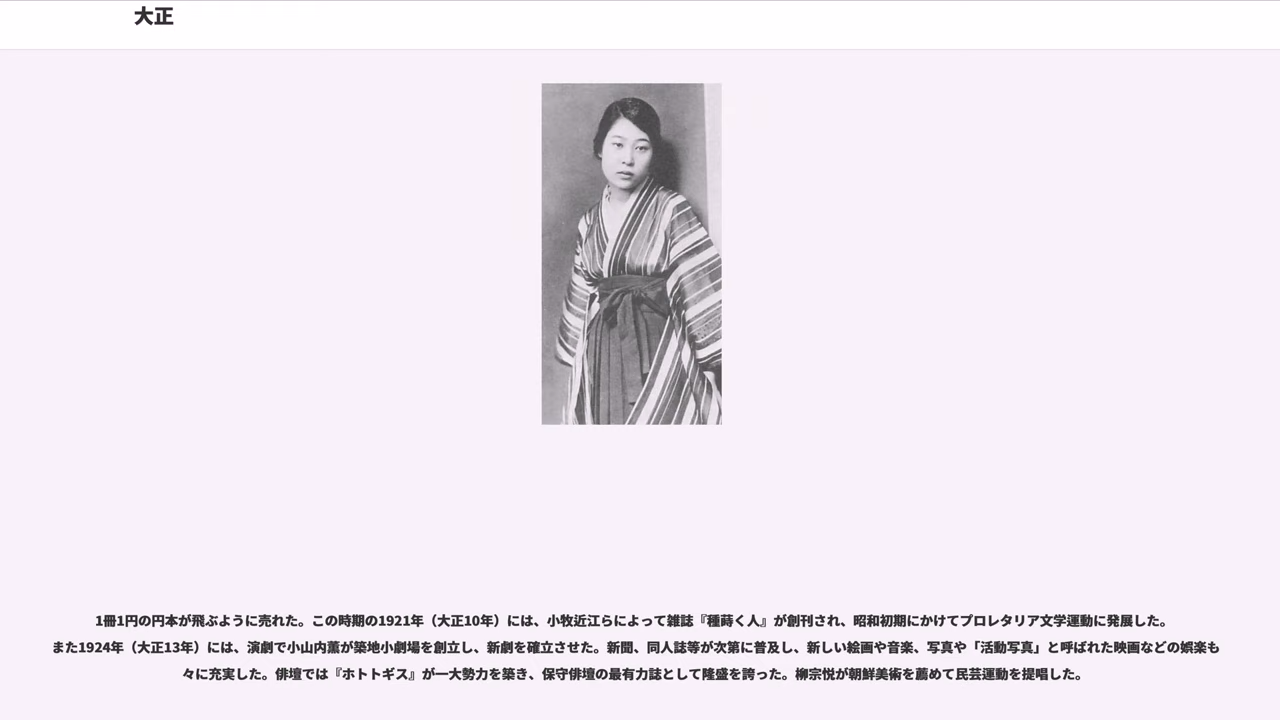 大正
1冊1円の円本が飛ぶように売れた。この時期の1921年（大正10年）には、小牧近江らによって雑誌『種蒔く人』が創刊され、昭和初期にかけてプロレタリア文学運動に発展した。
また1924年（大正13年）には、演劇で小山内薫が築地小劇場を創立し、新劇を確立させた。新聞、同人誌等が次第に普及し、新しい絵画や音楽、写真や「活動写真」と呼ばれた映画などの娯楽も
々に充実した。俳壇では『ホトトギス』が一大勢力を築き、保守俳壇の最有力誌として隆盛を誇った。柳宗悦が朝鮮美術を薦めて民芸運動を提唱した。